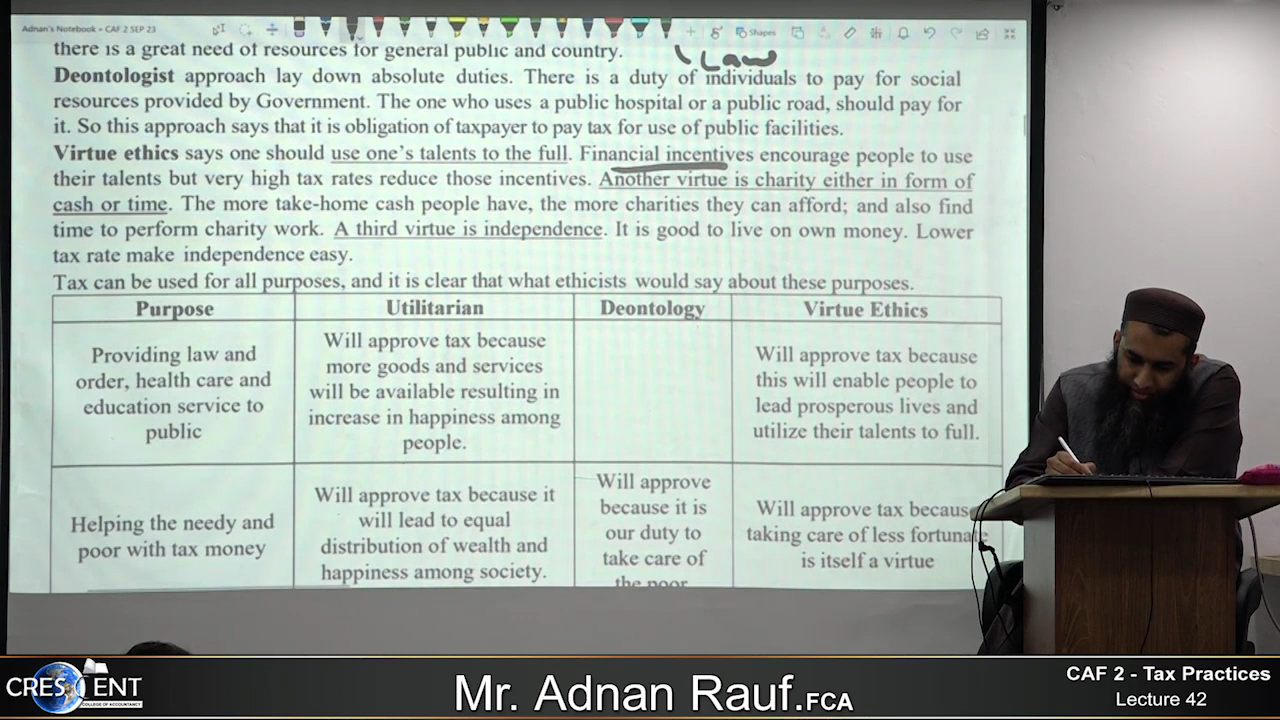 Adnan's Notebook » CAF 2 SEP 23
Shapes
there is a great need of resources for general public and country.
Law
Deontologist approach lay down absolute duties. There is a duty of individuals to pay for social
resources provided by Government. The one who uses a public hospital or a public road, should pay for
it. So this approach says that it is obligation of taxpayer to pay tax for use of public facilities.
Virtue ethics says one should use one's talents to the full. Financial incentives encourage people to use
their talents but very high tax rates reduce those incentives. Another virtue is charity either in form of
cash or time. The more take-home cash people have, the more charities they can afford; and also find
time to perform charity work. A third virtue is independence. It is good to live on own money. Lower
tax rate make independence easy.
Tax can be used for all purposes, and it is clear that what ethicists would say about these purposes.
Purpose
Utilitarian
Deontology
Virtue Ethics
Providing law and
order, health care and
education service to
public
Will approve tax because
more goods and services
will be available resulting in
increase in happiness among
people.
Will approve tax because
this will enable people to
lead prosperous lives and
utilize their talents to full.
Helping the needy and
poor with tax money
Will approve tax because it
will lead to equal
distribution of wealth and
happiness among society.
Will approve
because it is
our duty to
take care of
the poor
Will approve tax because
taking care of less fortunate
is itself a virtue
CRESCENT
COLLEGE OF ACCOUNTANCY
Mr. Adnan Rauf.FCA
CAF 2 - Tax Practices
Lecture 42